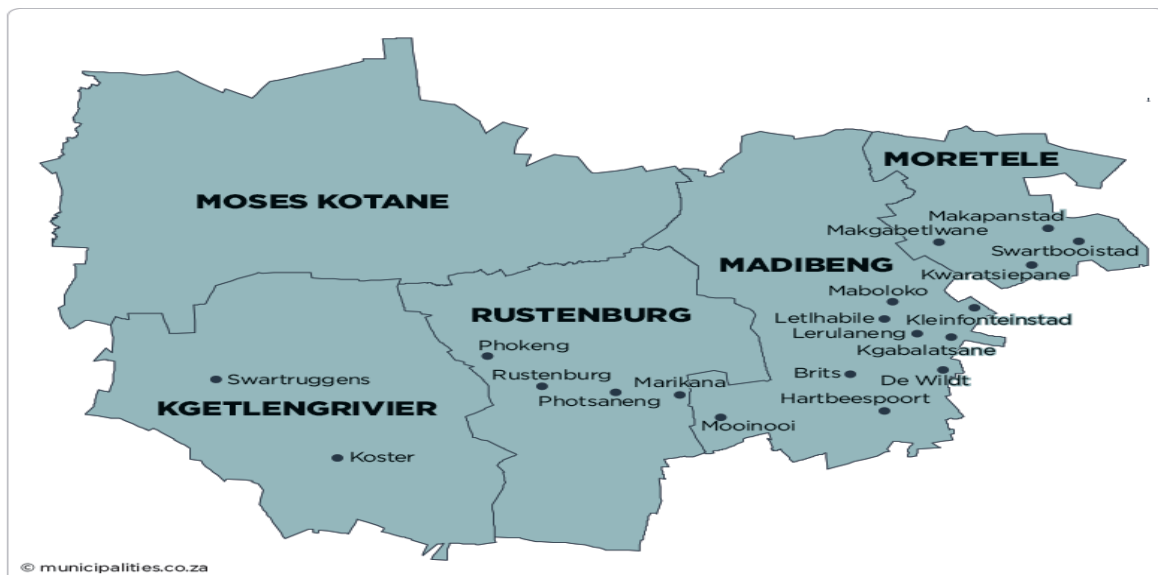 MORETELE
MOSES KOTANE
Makapanstad
Makgabetlwane
Swartbooistad
MADIBENG
Kwaratsiepane
Maboloko
RUSTENBURG
Letlhabile
Kleinfonteinstad
Lerulaneng
Phokeng
Kgabalatsane
Swartruggens
Rustenburg
Marikana
Brits
De Wildt
Photsaneng
Hartbeespoort
KGETLENGRIVIER
Mooinooi
Koster
© municipalities.co.za